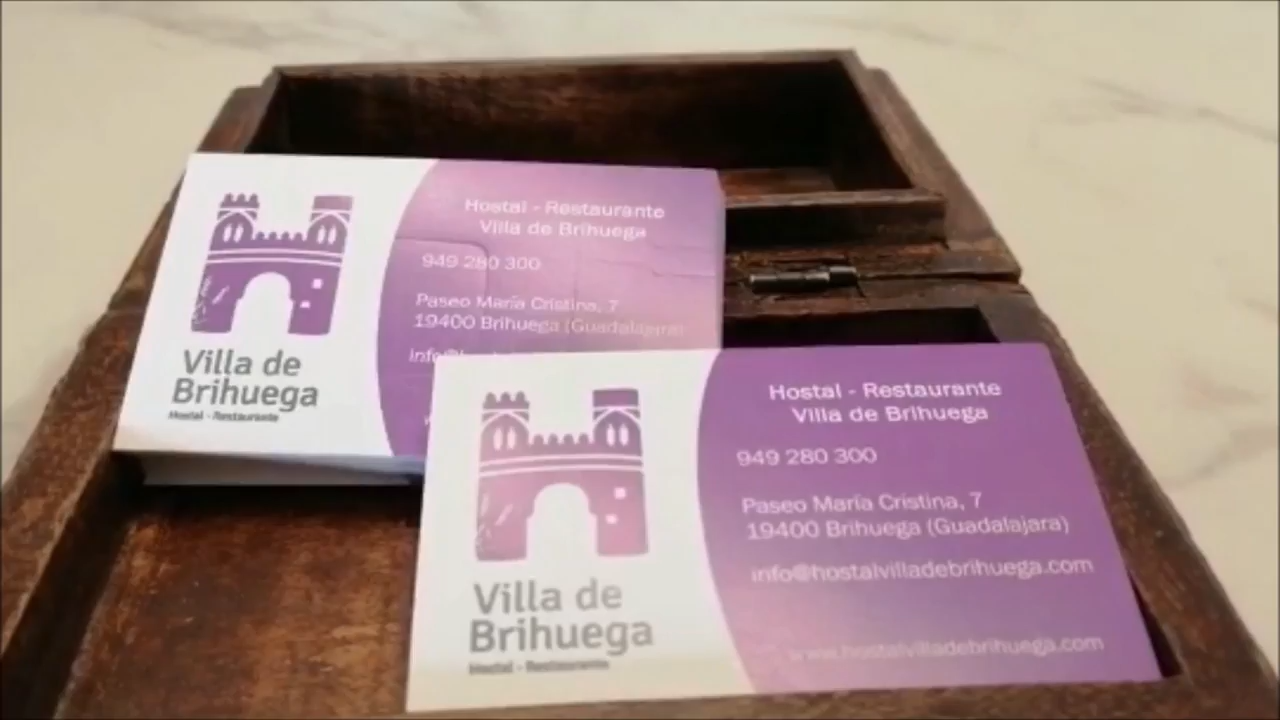 Villa de
Brihuega
Hostal - Restaurante
Hostal - Restaurante
Villa de Brihuega
949 280 300
Paseo María Cristina, 7
19400 Brihuega (Guadalajara)
Villa de
Brihuega
Hostal - Restaurante
Hostal - Restaurante
Villa de Brihuega
949 280 300
Paseo María Cristina, 7
19400 Brihuega (Guadalajara)
info@hostalvilladebrihuega.com
www.hostalvilladebrihuega.com